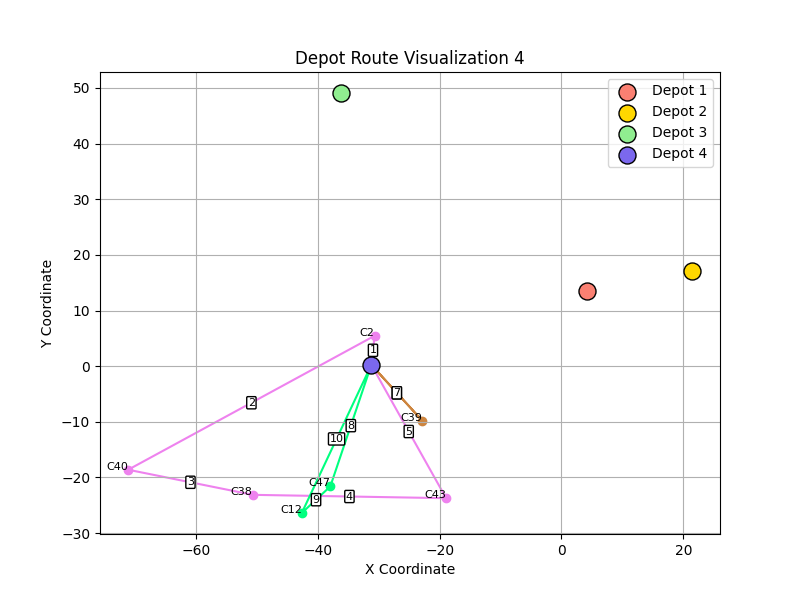 Depot Route Visualization 4
Depot 1
Depot 2
Depot 3
Depot 4
Y Coordinate
50
40
30
20
10
0
−10
−20
−30
C2
1
2
7
C39
8
5
10
C40
3
C47
C38
9
4
C43
C12
−60
−40
−20
0
20
X Coordinate